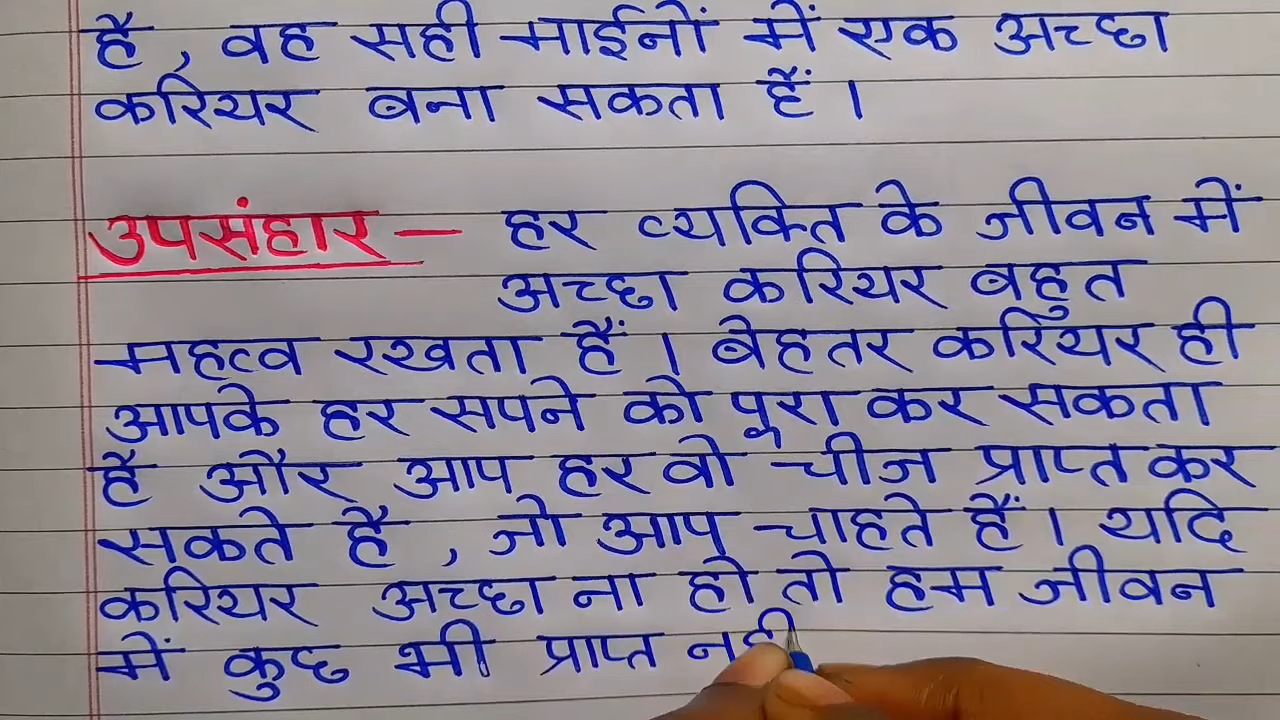 है, वह सही माईनों में एक अच्छा
करियर बना सकता हैं।
उपसंहार – हर व्यक्ति के जीवन में
अच्छा करियर बहुत
महत्व रखता हैं। बेहतर करियर ही
आपके हर सपने को पूरा कर सकता
है और आप हर वो चीज प्राप्त कर
सकते है, जो आप चाहते हैं। यदि
करियर अच्छा ना हो तो हम जीवन
में कुछ भी प्राप्त नही